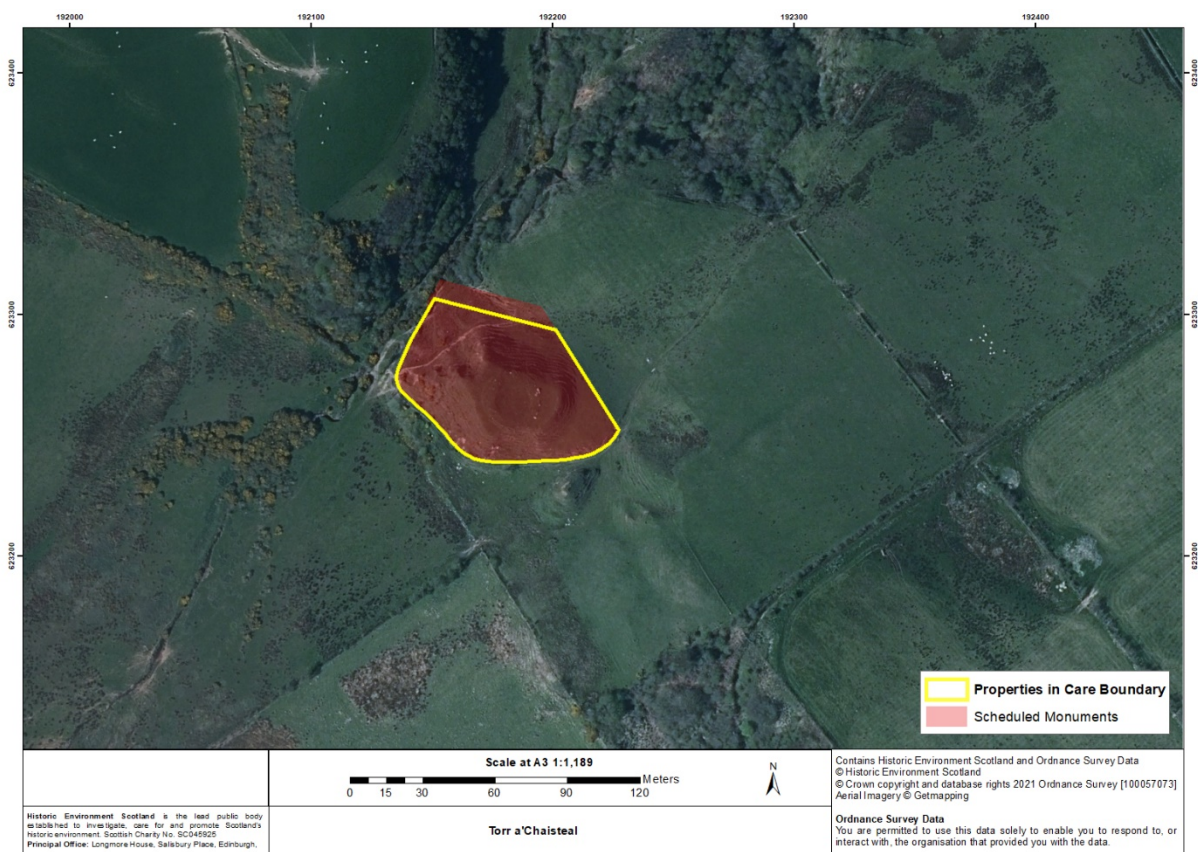 192000 192100 192200 192300 192400
623400 623400
623300 623300
623200 623200
Properties in Care Boundary
Scheduled Monuments
Scale at A3 1:1,189
Meters
0 15 30 60 90 120
N
Torr a'Chaisteal
Historic Environment Scotland is the lead public body
established to investigate, care for and promote Scotland's
historic environment. Scottish Charity No. SC045925
Principal Office: Longmore House, Salisbury Place, Edinburgh,
Contains Historic Environment Scotland and Ordnance Survey Data
© Historic Environment Scotland
© Crown copyright and database rights 2021 Ordnance Survey [100057073]
Aerial Imagery © Getmapping
Ordnance Survey Data
You are permitted to use this data solely to enable you to respond to, or
interact with, the organisation that provided you with the data.